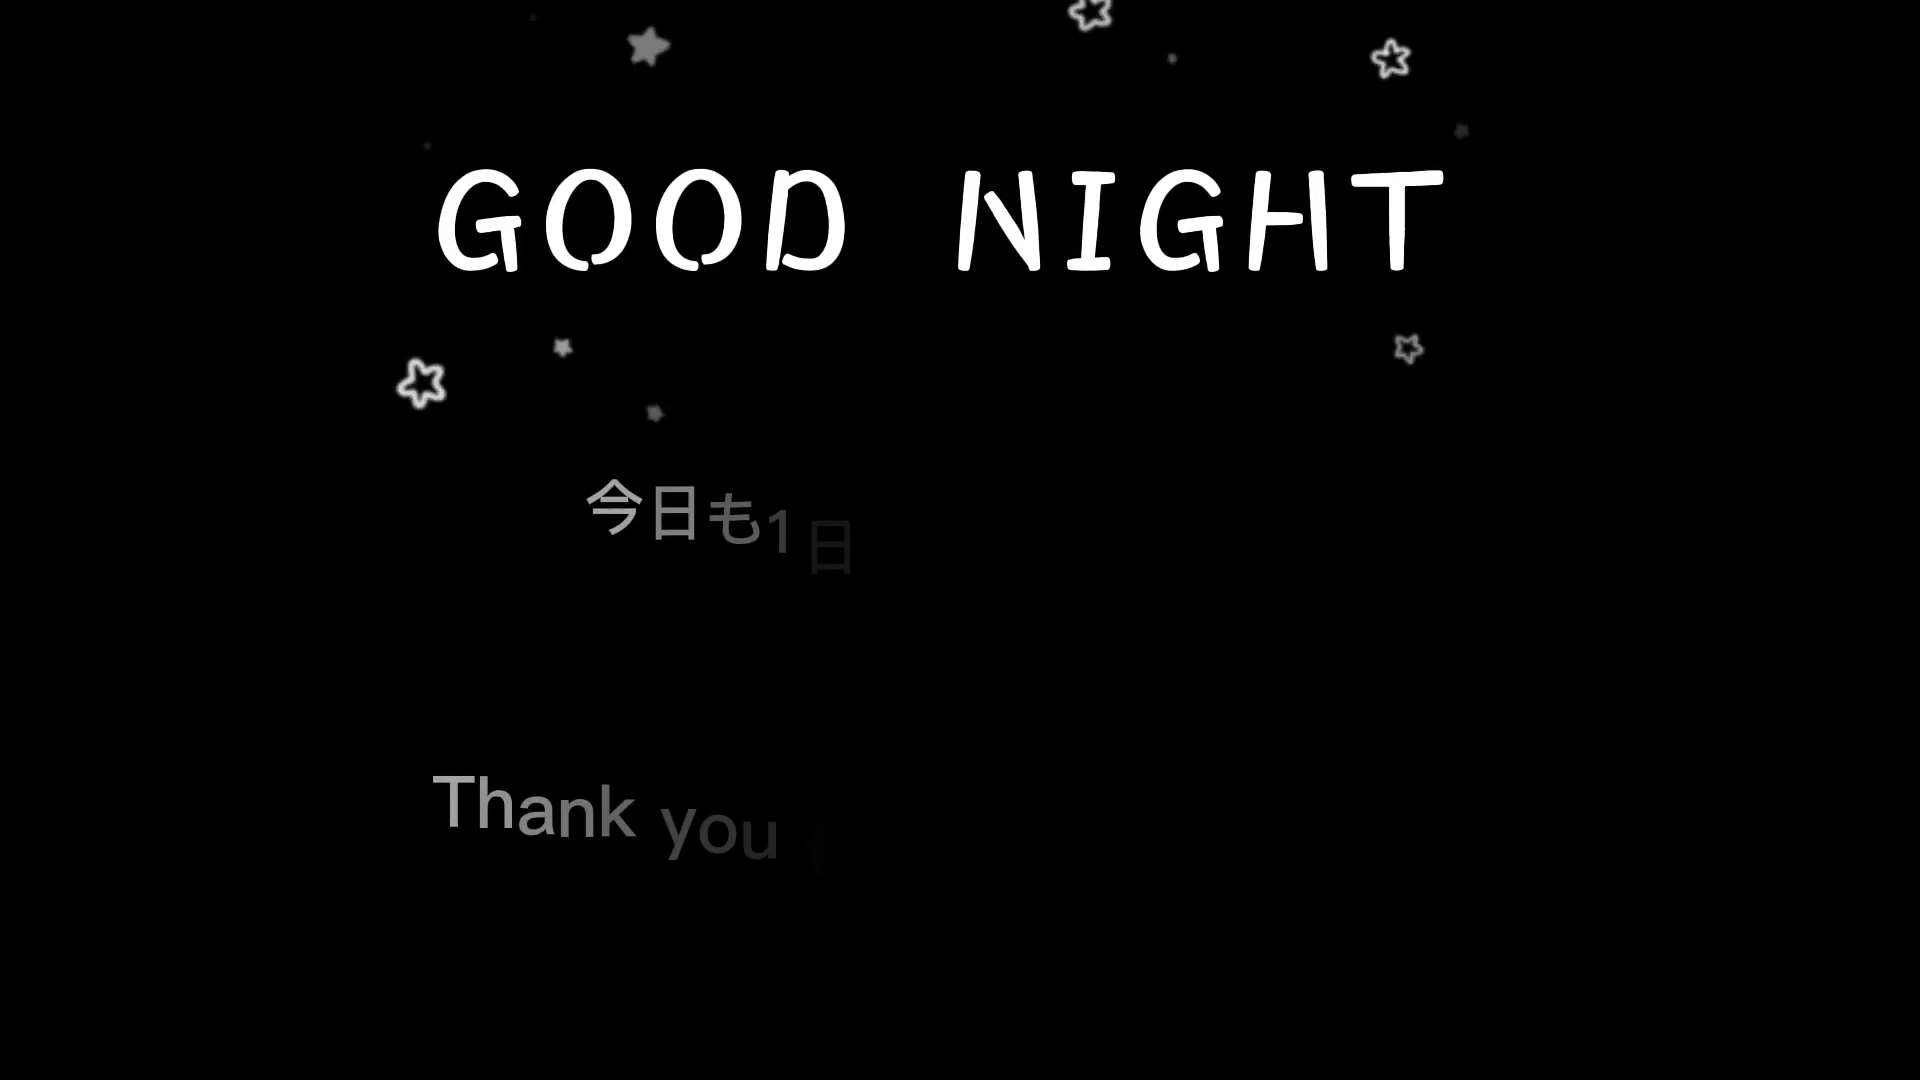 GOOD NIGHT
今日も1日
Thank you